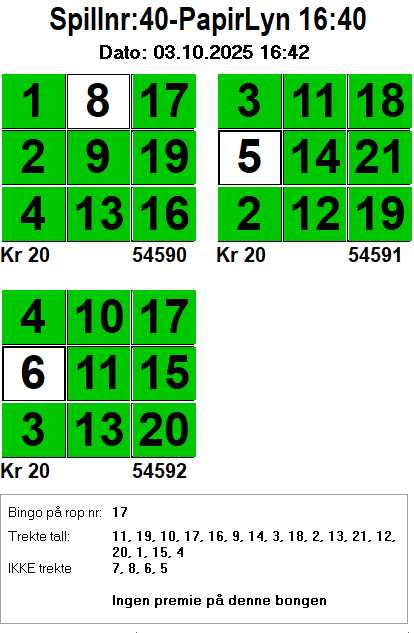 Spillnr:40-PapirLyn 16:40
Dato: 03.10.2025 16:42
1 8 17 3 11 18
2 9 19 5 14 21
4 13 16 2 12 19
Kr 20 54590 Kr 20 54591
4 10 17
6 11 15
3 13 20
Kr 20 54592
Bingo på rop nr: 17
Trekte tall: 11, 19, 10, 17, 16, 9, 14, 3, 18, 2, 13, 21, 12,
20, 1, 15, 4
IKKE trekte 7, 8, 6, 5
Ingen premie på denne bongen